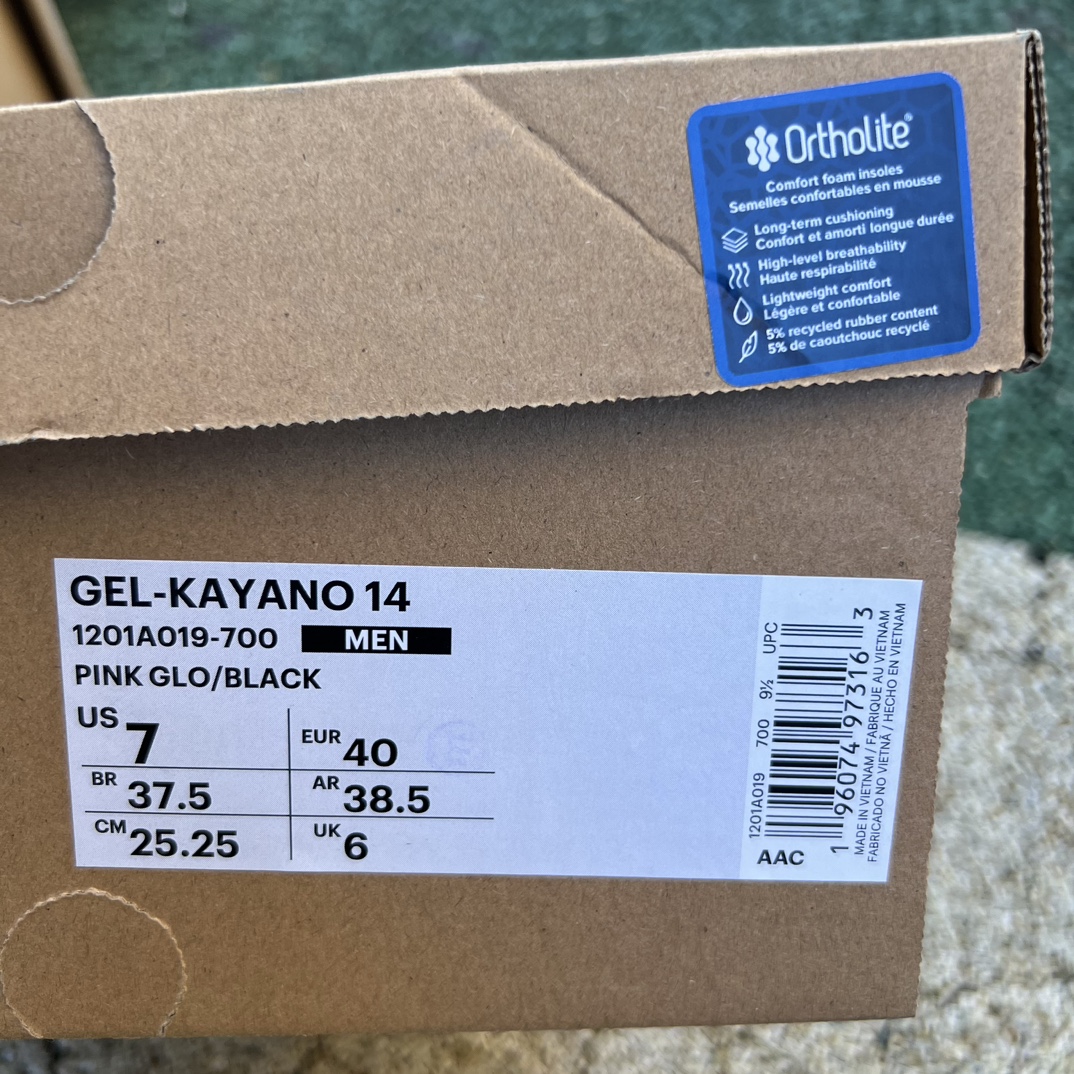 Ortholite®
Comfort foam insoles
Semelles confortables en mousse
Long-term cushioning
Confort et amorti longue durée
High-level breathability
Haute respirabilité
Lightweight comfort
Légère et confortable
5% recycled rubber content
5% de caoutchouc recyclé
GEL-KAYANO 14
1201A019-700 MEN
PINK GLO/BLACK
US 7
EUR 40
BR 37.5
AR 38.5
CM 25.25
UK 6
1201A019 700 9½ UPC
1 96074 97316 3
MADE IN VIETNAM / FABRIQUE AU VIETNAM
FABRICADO NO VIETNÃ / HECHO EN VIETNAM
AAC